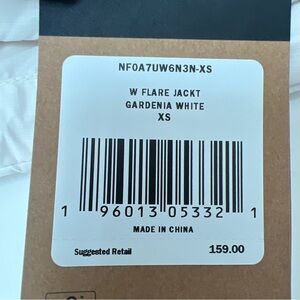 NF0A7UW6N3N-XS
W FLARE JACKT
GARDENIA WHITE
XS
1 96013 05332 1
MADE IN CHINA
Suggested Retail 159.00